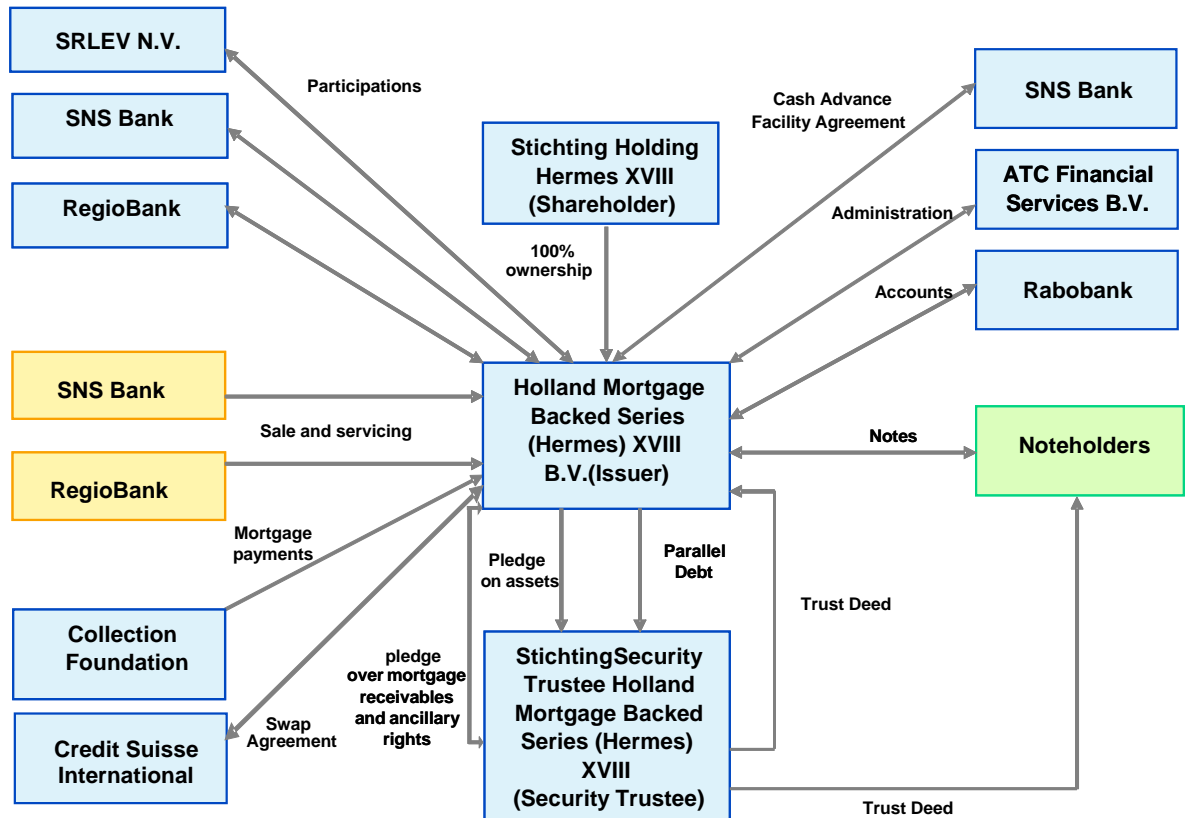 SRLEV N.V.
Participations
SNS Bank
RegioBank
Stichting Holding
Hermes XVIII
(Shareholder)
100%
ownership
Cash Advance
Facility Agreement
SNS Bank
ATC Financial
Services B.V.
Administration
Accounts
Rabobank
SNS Bank
Sale and servicing
RegioBank
Holland Mortgage
Backed Series
(Hermes) XVIII
B.V.(Issuer)
Notes
Noteholders
Mortgage
payments
Pledge
on assets
Parallel
Debt
Trust Deed
Collection
Foundation
pledge
over mortgage
receivables
and ancillary
rights
StichtingSecurity
Trustee Holland
Mortgage Backed
Series (Hermes)
XVIII
(Security Trustee)
Swap
Agreement
Credit Suisse
International
Trust Deed